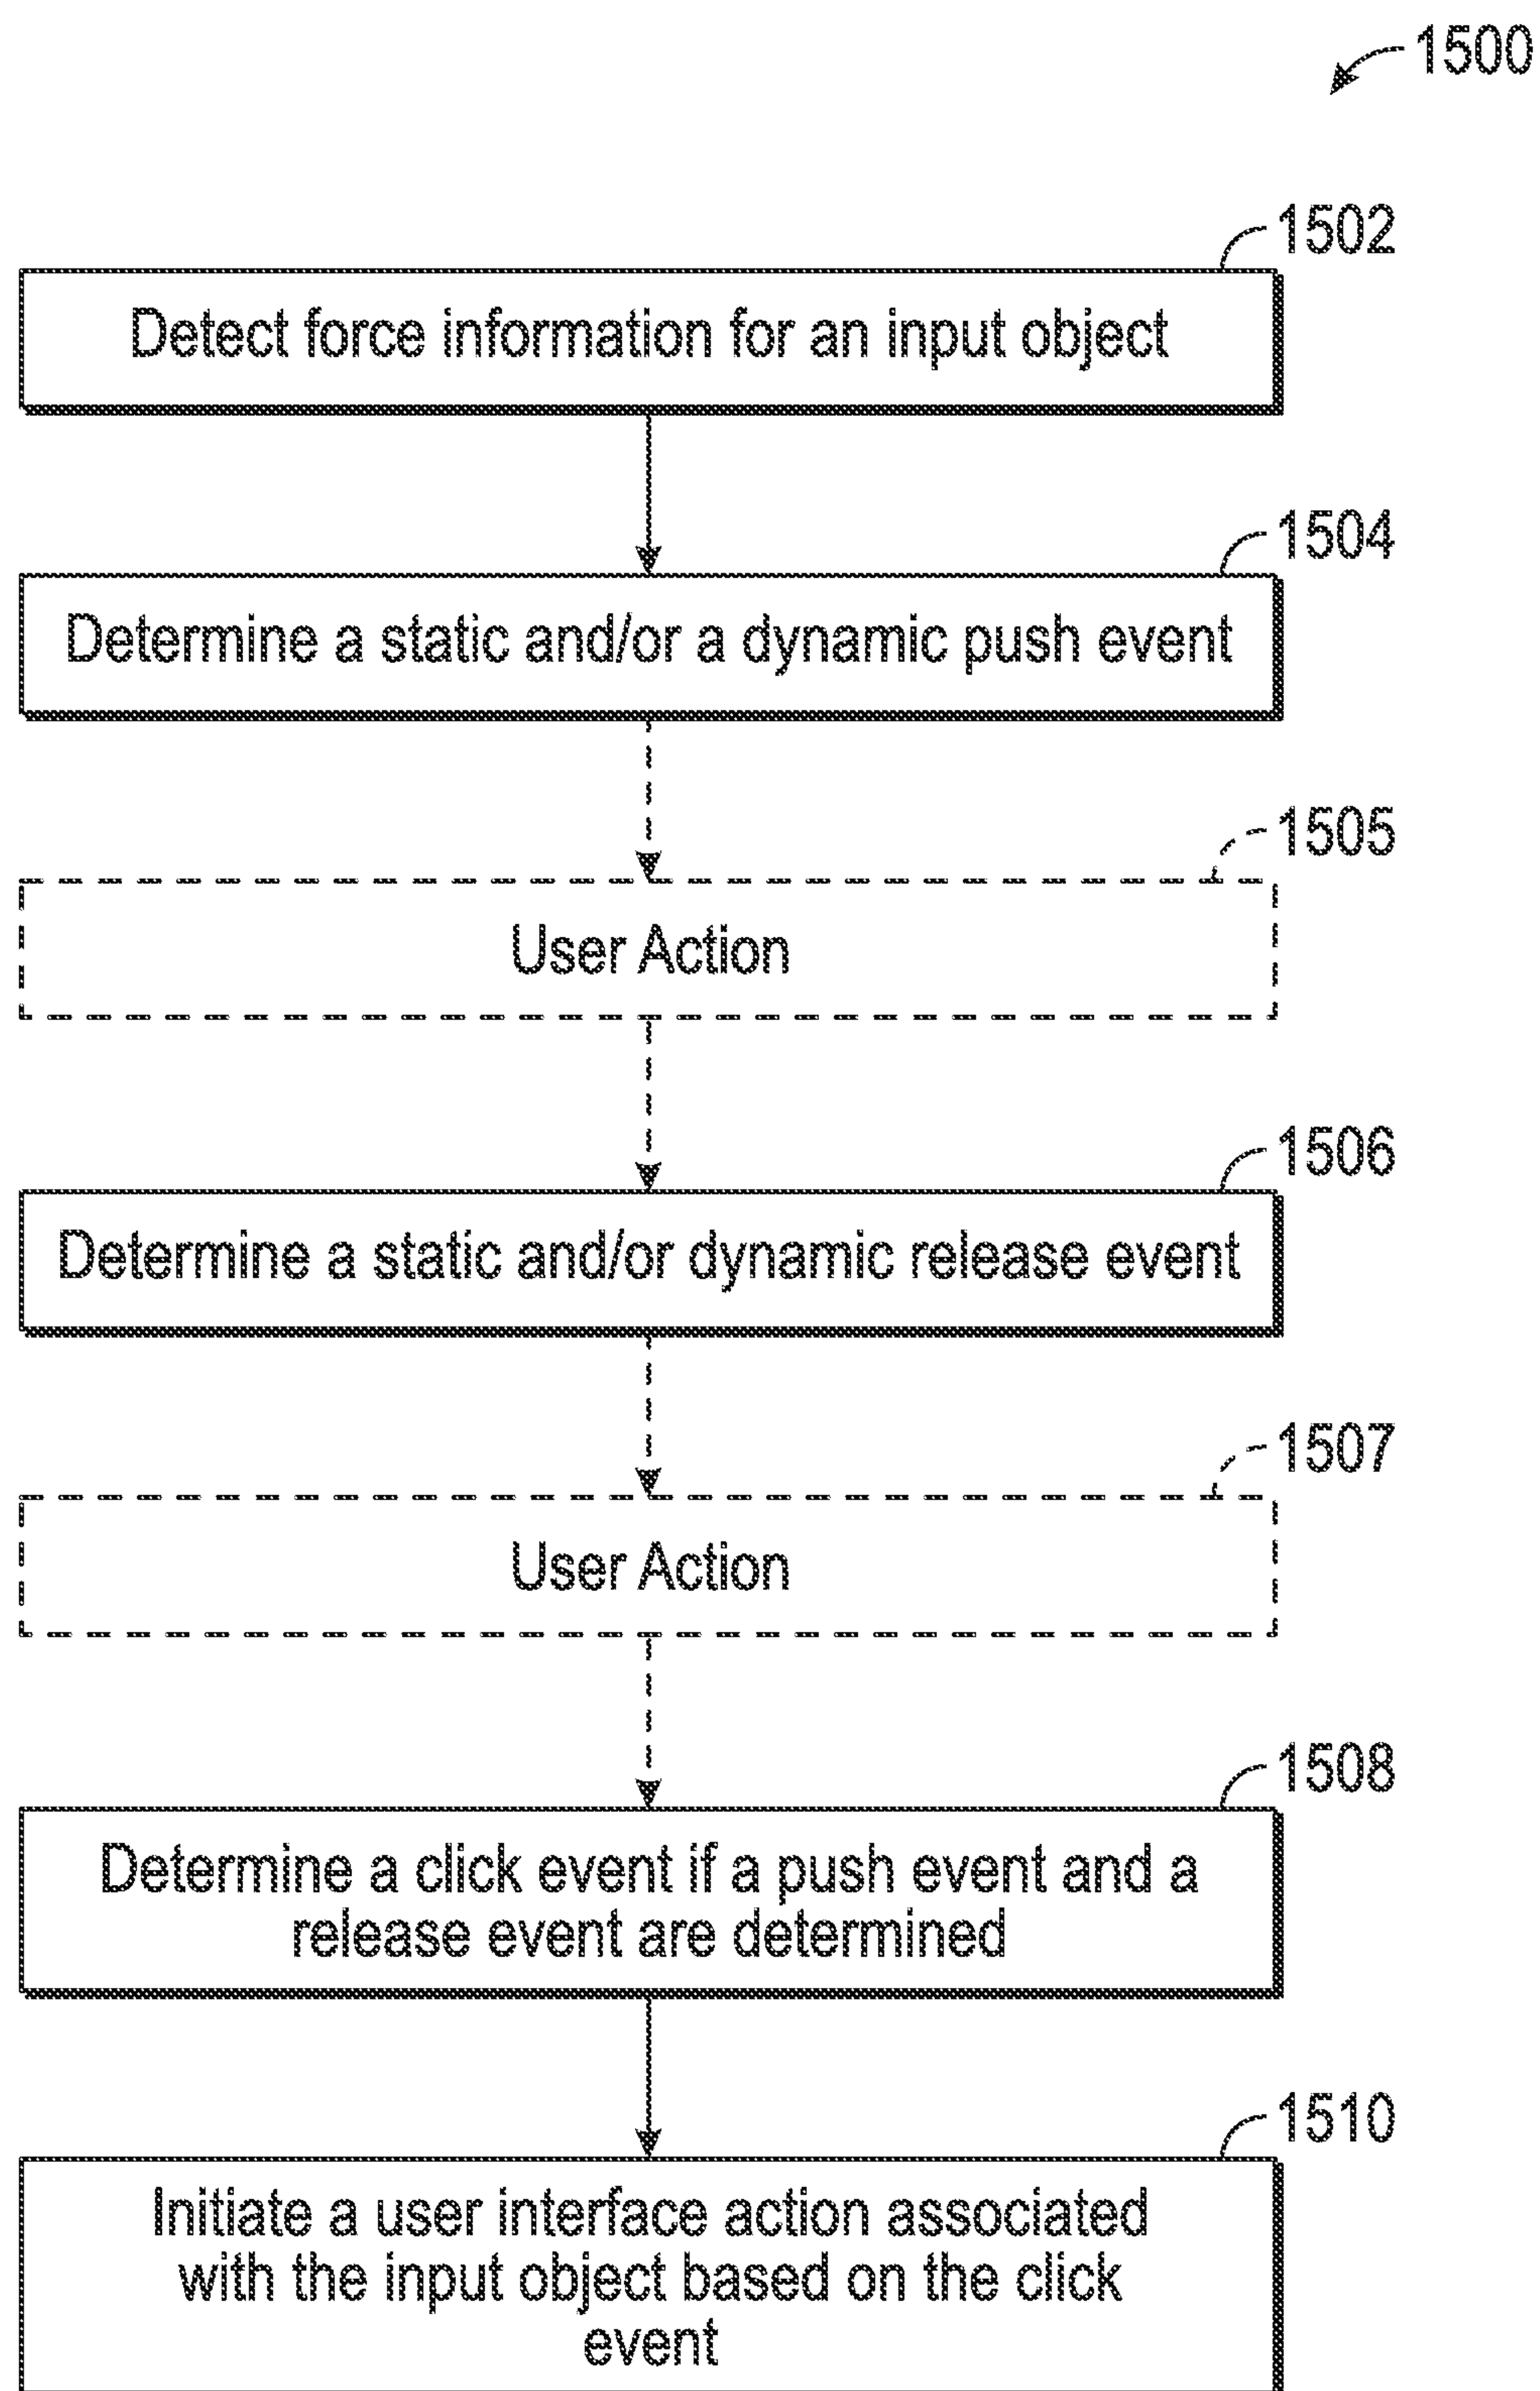 1500
1502
Detect force information for an input object
1504
Determine a static and/or a dynamic push event
1505
User Action
1506
Determine a static and/or dynamic release event
1507
User Action
1508
Determine a click event if a push event and a
release event are determined
1510
Initiate a user interface action associated
with the input object based on the click
event